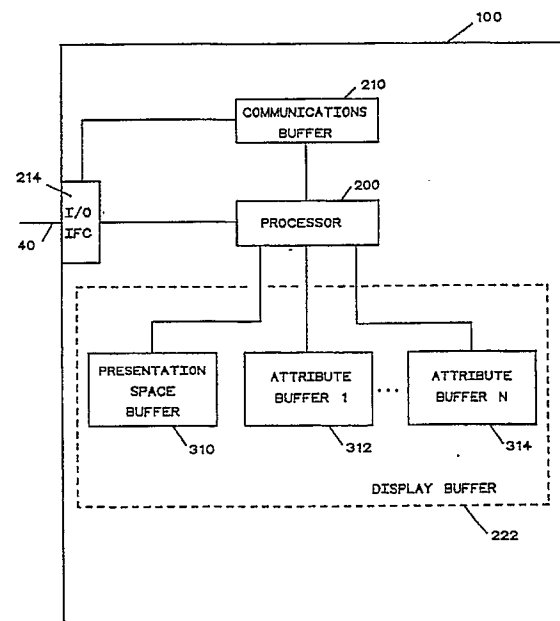 100
210
COMMUNICATIONS
BUFFER
214
I/O
IFC
40
200
PROCESSOR
PRESENTATION
SPACE
BUFFER
310
ATTRIBUTE
BUFFER 1
312
...
ATTRIBUTE
BUFFER N
314
DISPLAY BUFFER
222